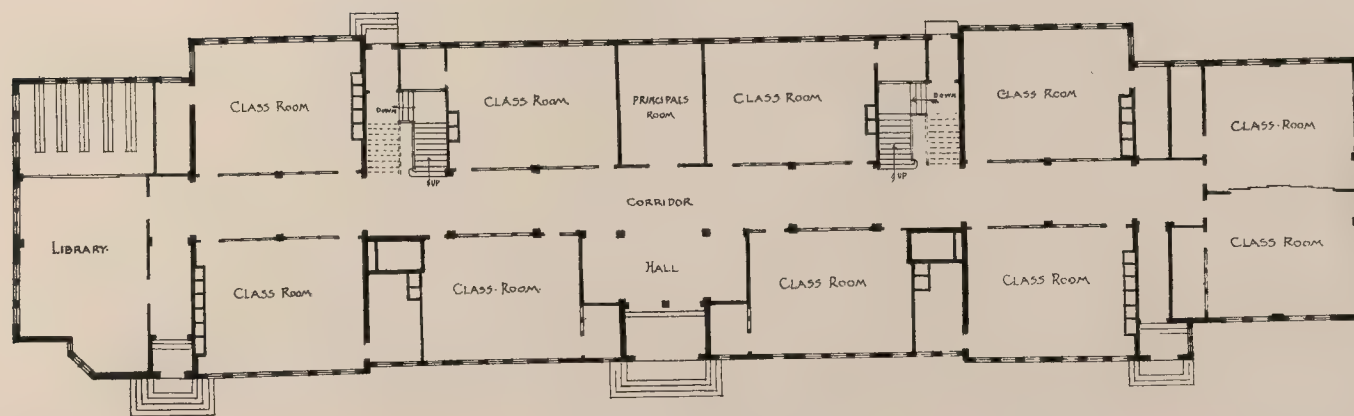 CLASS ROOM
CLASS ROOM
PRINCIPALS
ROOM
CLASS ROOM
CLASS ROOM
CLASS·ROOM
DOWN
DOWN
UP
UP
CORRIDOR
LIBRARY·
HALL
CLASS ROOM
CLASS·ROOM·
CLASS ROOM
CLASS ROOM
CLASS ROOM